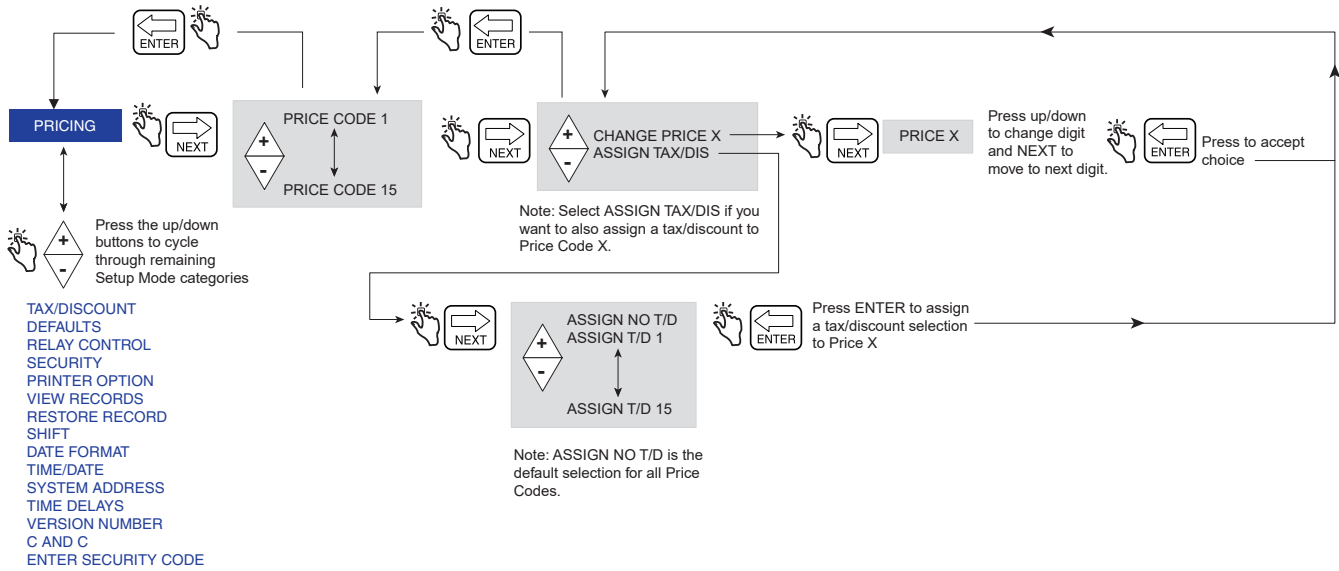 ENTER
ENTER
PRICING
NEXT
+
-
PRICE CODE 1
PRICE CODE 15
NEXT
+
-
CHANGE PRICE X
ASSIGN TAX/DIS
NEXT
PRICE X
Press up/down
to change digit
and NEXT to
move to next digit.
ENTER
Press to accept
choice
Note: Select ASSIGN TAX/DIS if you
want to also assign a tax/discount to
Price Code X.
+
-
Press the up/down
buttons to cycle
through remaining
Setup Mode categories
TAX/DISCOUNT
DEFAULTS
RELAY CONTROL
SECURITY
PRINTER OPTION
VIEW RECORDS
RESTORE RECORD
SHIFT
DATE FORMAT
TIME/DATE
SYSTEM ADDRESS
TIME DELAYS
VERSION NUMBER
C AND C
ENTER SECURITY CODE
NEXT
+
-
ASSIGN NO T/D
ASSIGN T/D 1
ASSIGN T/D 15
ENTER
Press ENTER to assign
a tax/discount selection
to Price X
Note: ASSIGN NO T/D is the
default selection for all Price
Codes.